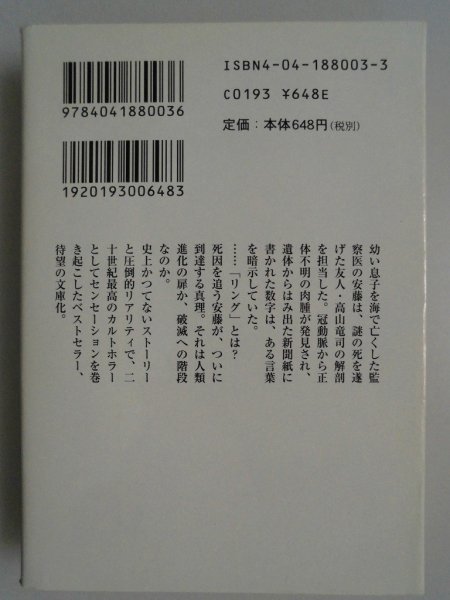 9784041880036
1920193006483
ISBN4-04-188003-3
C0193 ¥648E
定価：本体648円(税別)
幼い息子を海で亡くした監
察医の安藤は、謎の死を遂
げた友人・高山竜司の解剖
を担当した。冠動脈から正
体不明の肉腫が発見され、
遺体からはみ出た新聞紙に
書かれた数字は、ある言葉
を暗示していた。
……「リング」とは？
死因を追う安藤が、ついに
到達する真理。それは人類
進化の扉か、破滅への階段
なのか。
史上かつてないストーリー
と圧倒的リアリティで、二
十世紀最高のカルトホラー
としてセンセーションを巻
き起こしたベストセラー、
待望の文庫化。